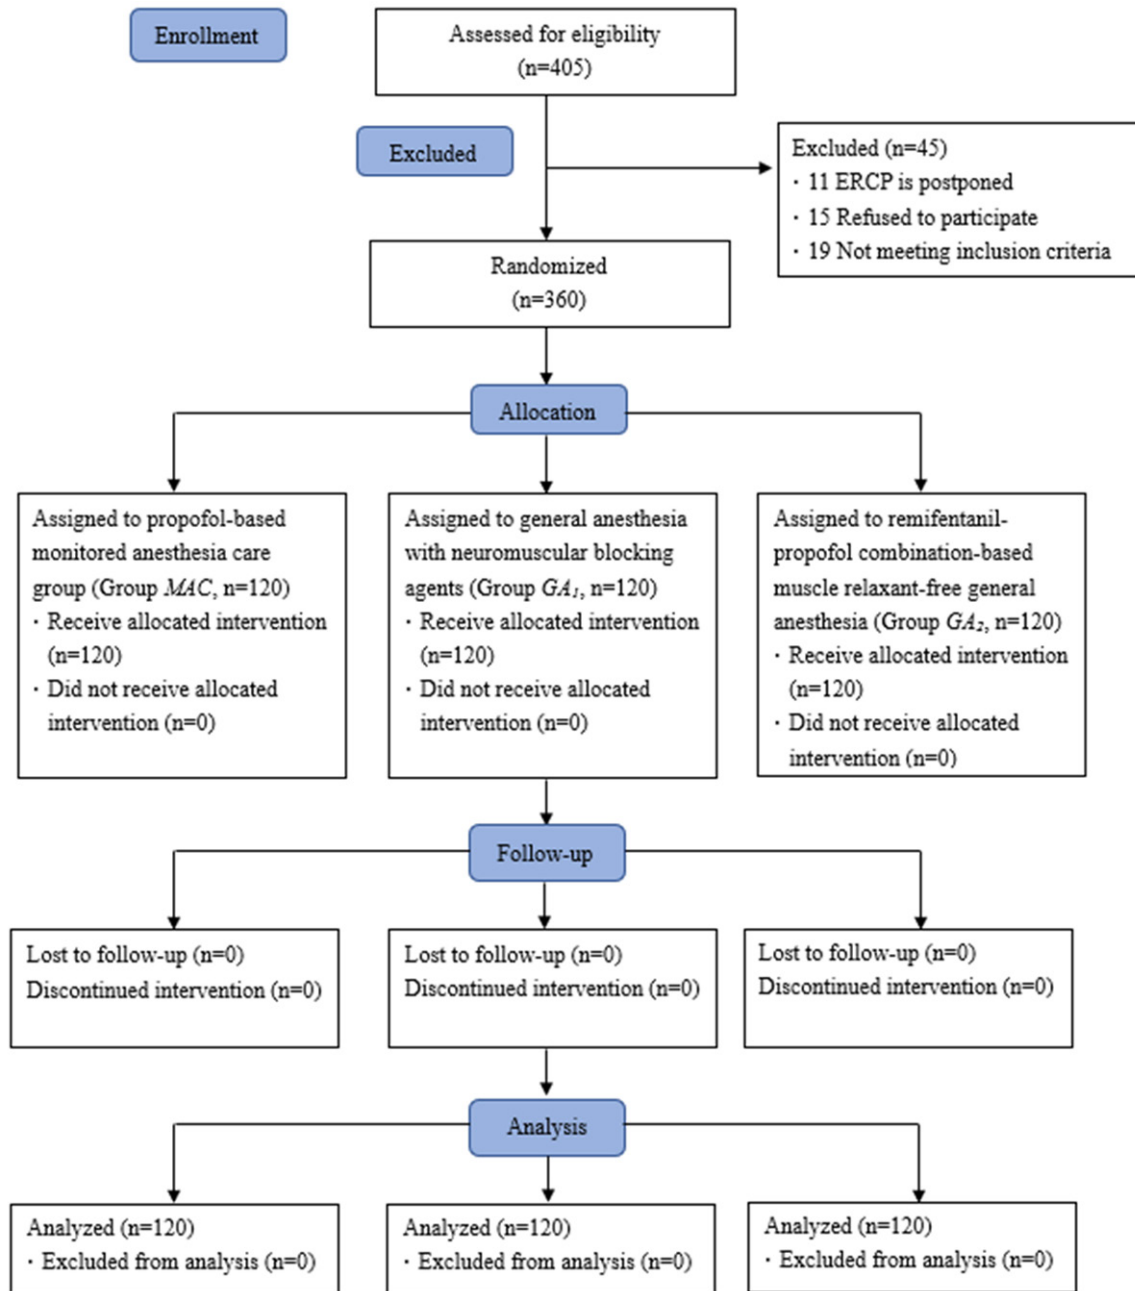 Enrollment
Assessed for eligibility
(n=405)
Excluded
Excluded (n=45)
· 11 ERCP is postponed
· 15 Refused to participate
· 19 Not meeting inclusion criteria
Randomized
(n=360)
Allocation
Assigned to propofol-based
monitored anesthesia care
group (Group MAC, n=120)
· Receive allocated intervention
(n=120)
· Did not receive allocated
intervention (n=0)
Assigned to general anesthesia
with neuromuscular blocking
agents (Group GA₁, n=120)
· Receive allocated intervention
(n=120)
· Did not receive allocated
intervention (n=0)
Assigned to remifentanil-
propofol combination-based
muscle relaxant-free general
anesthesia (Group GA₂, n=120)
· Receive allocated intervention
(n=120)
· Did not receive allocated
intervention (n=0)
Follow-up
Lost to follow-up (n=0)
Discontinued intervention (n=0)
Lost to follow-up (n=0)
Discontinued intervention (n=0)
Lost to follow-up (n=0)
Discontinued intervention (n=0)
Analysis
Analyzed (n=120)
· Excluded from analysis (n=0)
Analyzed (n=120)
· Excluded from analysis (n=0)
Analyzed (n=120)
· Excluded from analysis (n=0)